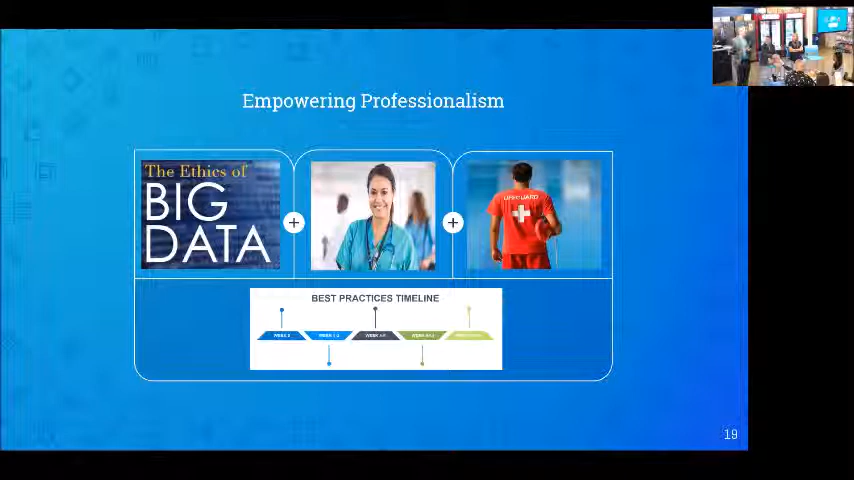 Empowering Professionalism
The Ethics of
BIG
DATA
+
+
LIFEGUARD
BEST PRACTICES TIMELINE
19